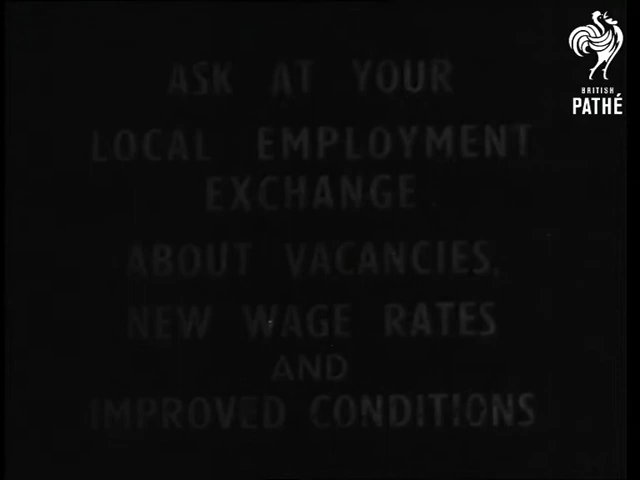 ASK AT YOUR
LOCAL EMPLOYMENT
EXCHANGE
ABOUT VACANCIES,
NEW WAGE RATES
AND
IMPROVED CONDITIONS
BRITISH
PATHÉ